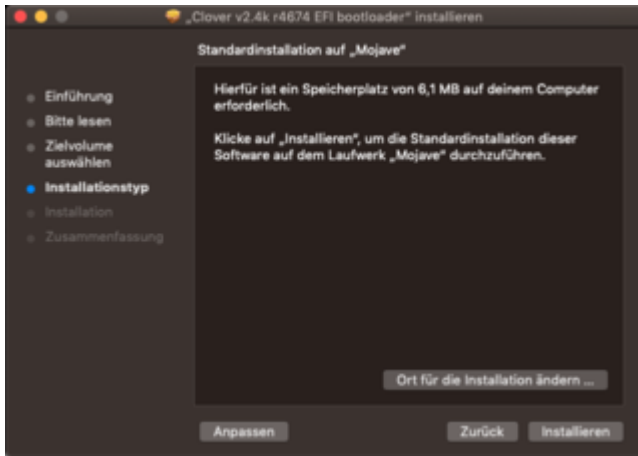 „Clover v2.4k r4674 EFI bootloader“ installieren
Standardinstallation auf „Mojave“
Einführung
Bitte lesen
Zielvolume
auswählen
Installationstyp
Installation
Zusammenfassung
Hierfür ist ein Speicherplatz von 6,1 MB auf deinem Computer
erforderlich.
Klicke auf „Installieren“, um die Standardinstallation dieser
Software auf dem Laufwerk „Mojave“ durchzuführen.
Ort für die Installation ändern ...
Anpassen
Zurück
Installieren